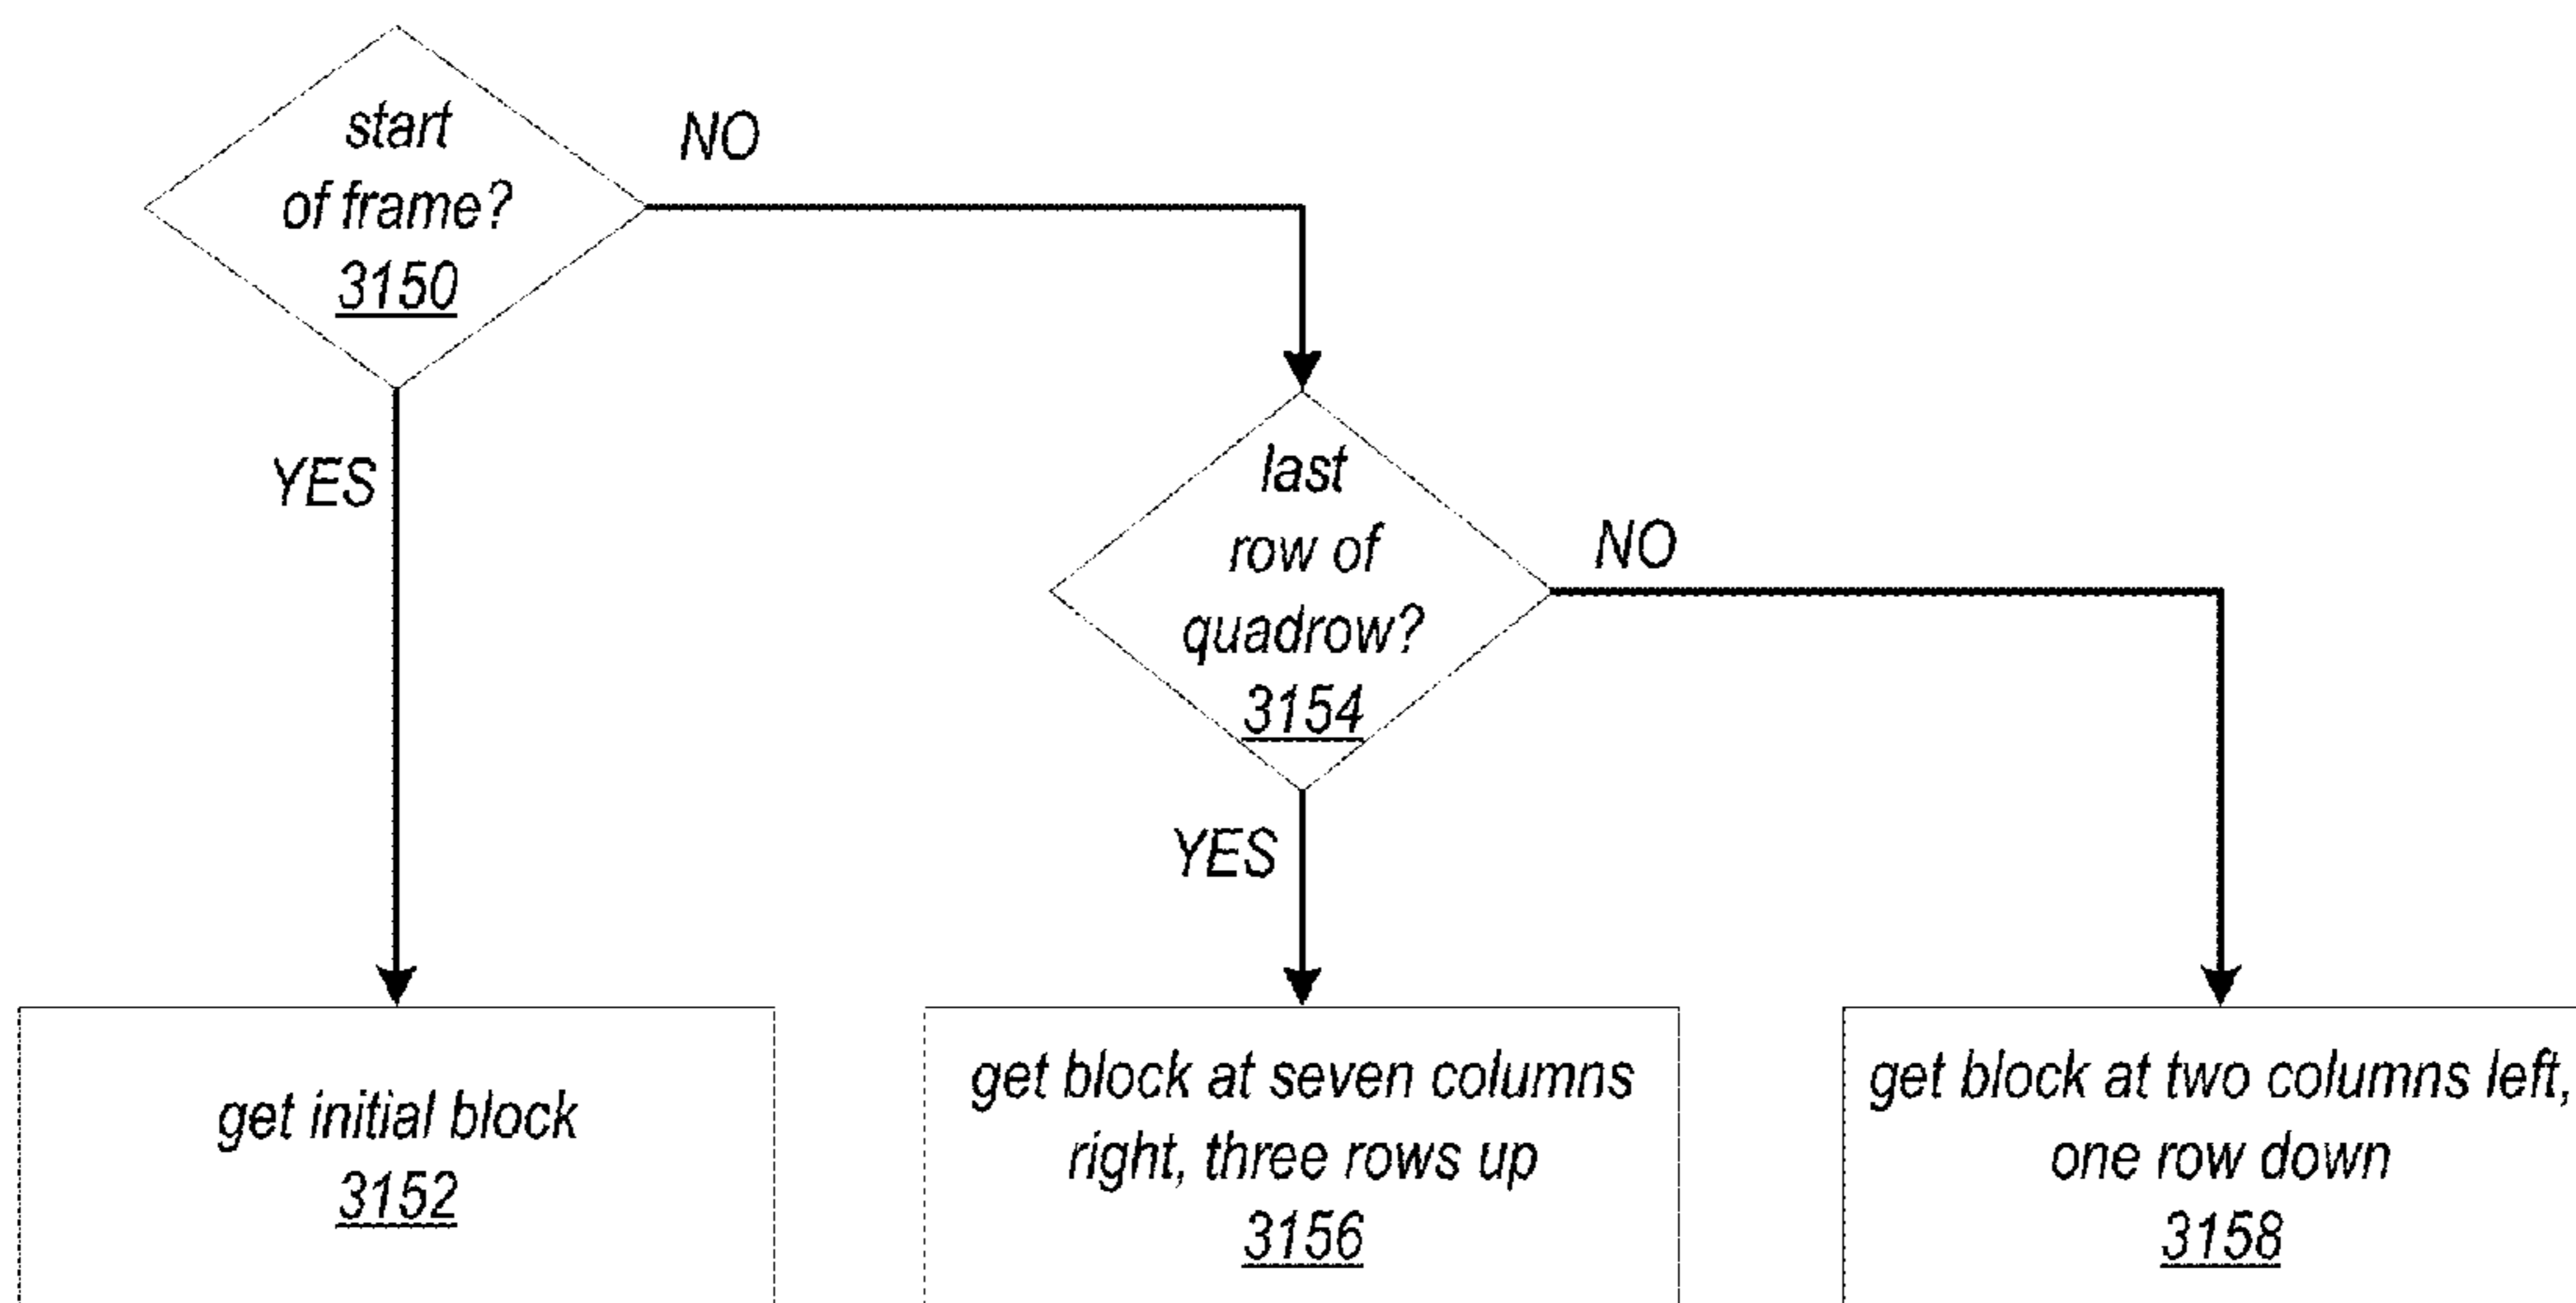 start
of frame?
3150
NO
YES
last
row of
quadrow?
3154
NO
YES
get initial block
3152
get block at seven columns
right, three rows up
3156
get block at two columns left,
one row down
3158